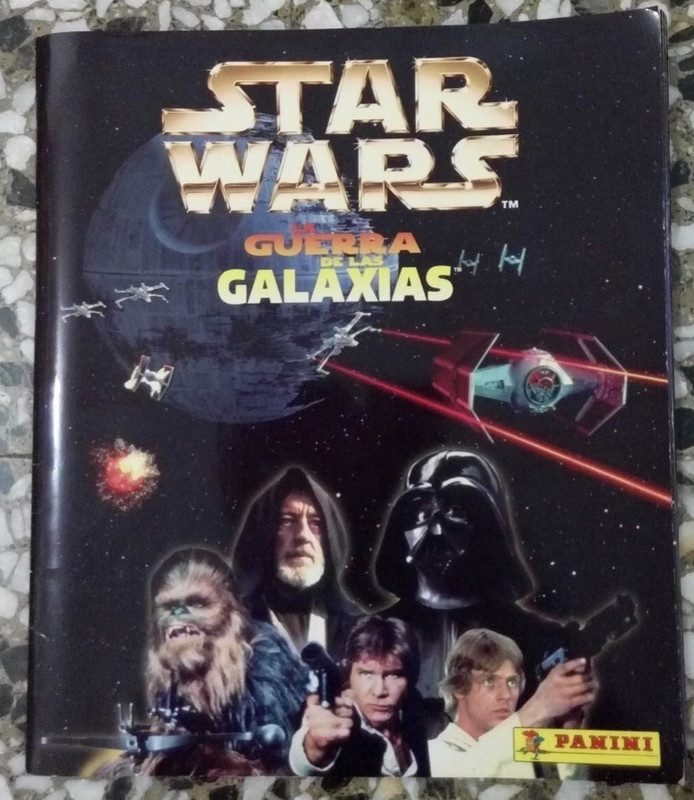 STAR
WARS™
LA
GUERRA
DE LAS
GALAXIAS™
PANINI